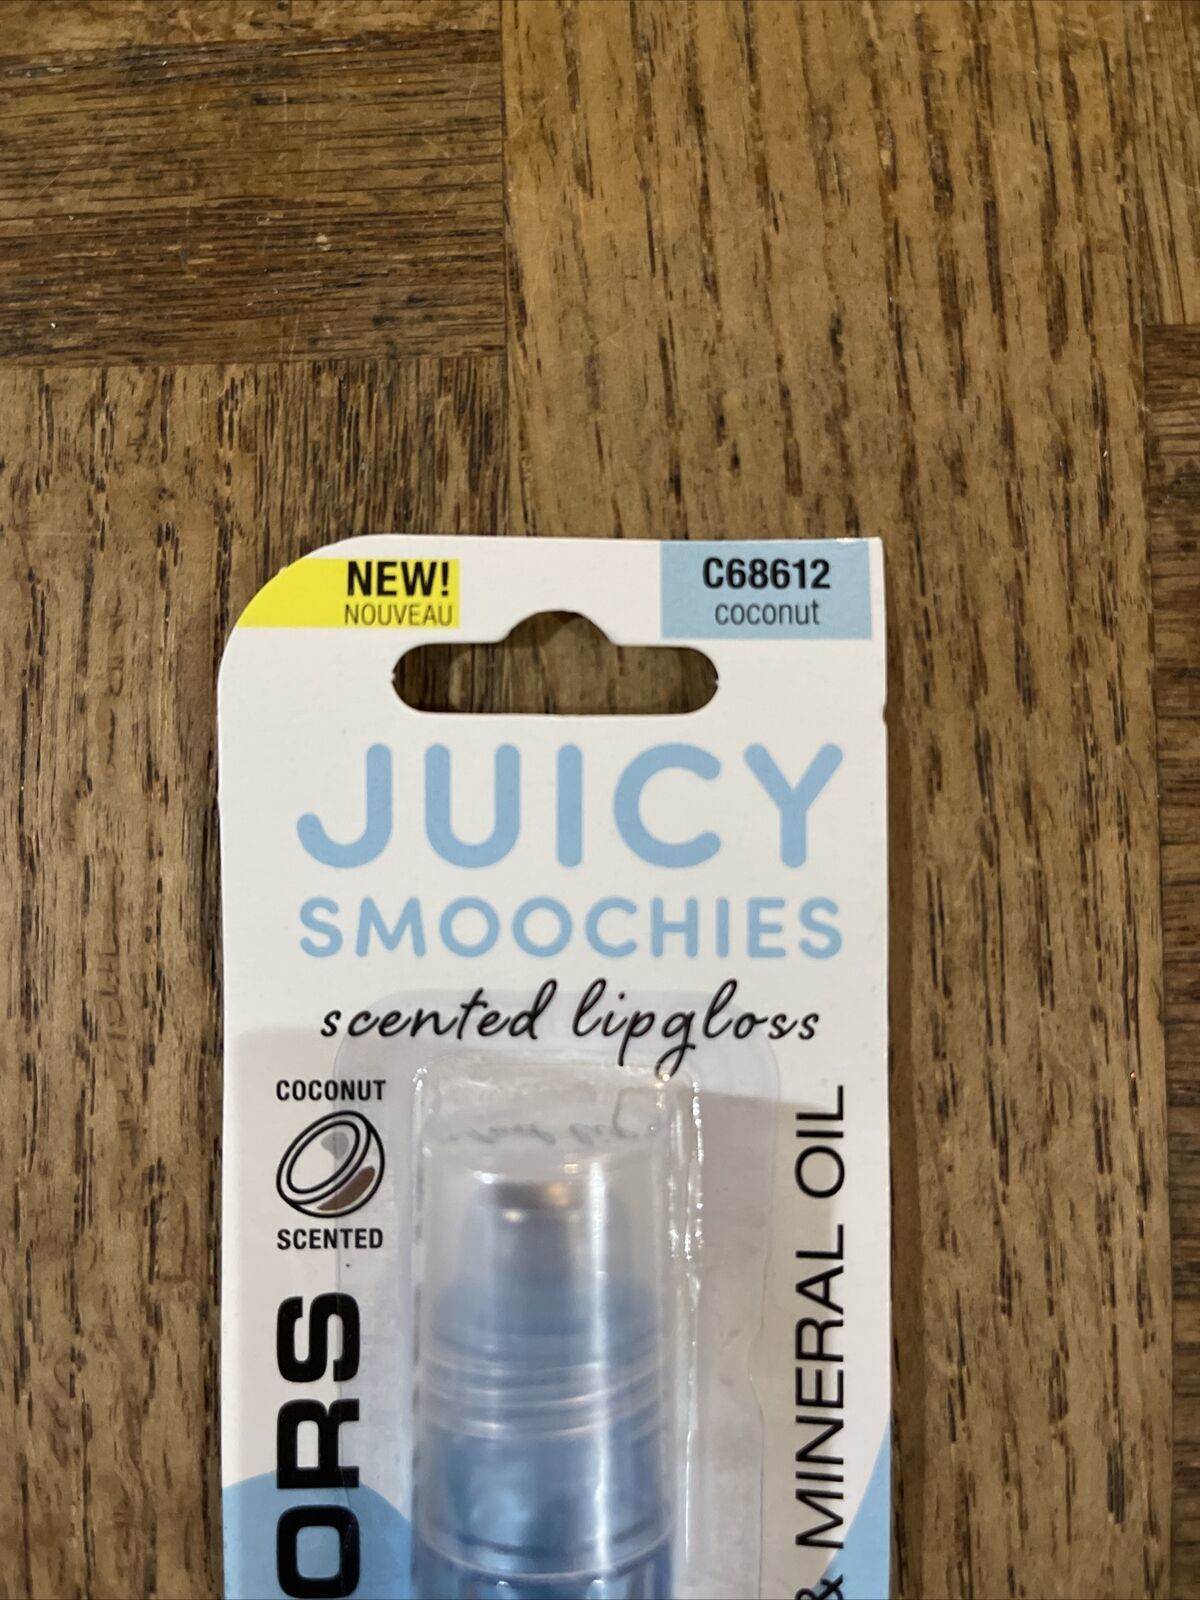 NEW!
NOUVEAU
C68612
coconut
JUICY
SMOOCHIES
scented lipgloss
COCONUT
SCENTED
ORS
& MINERAL OIL